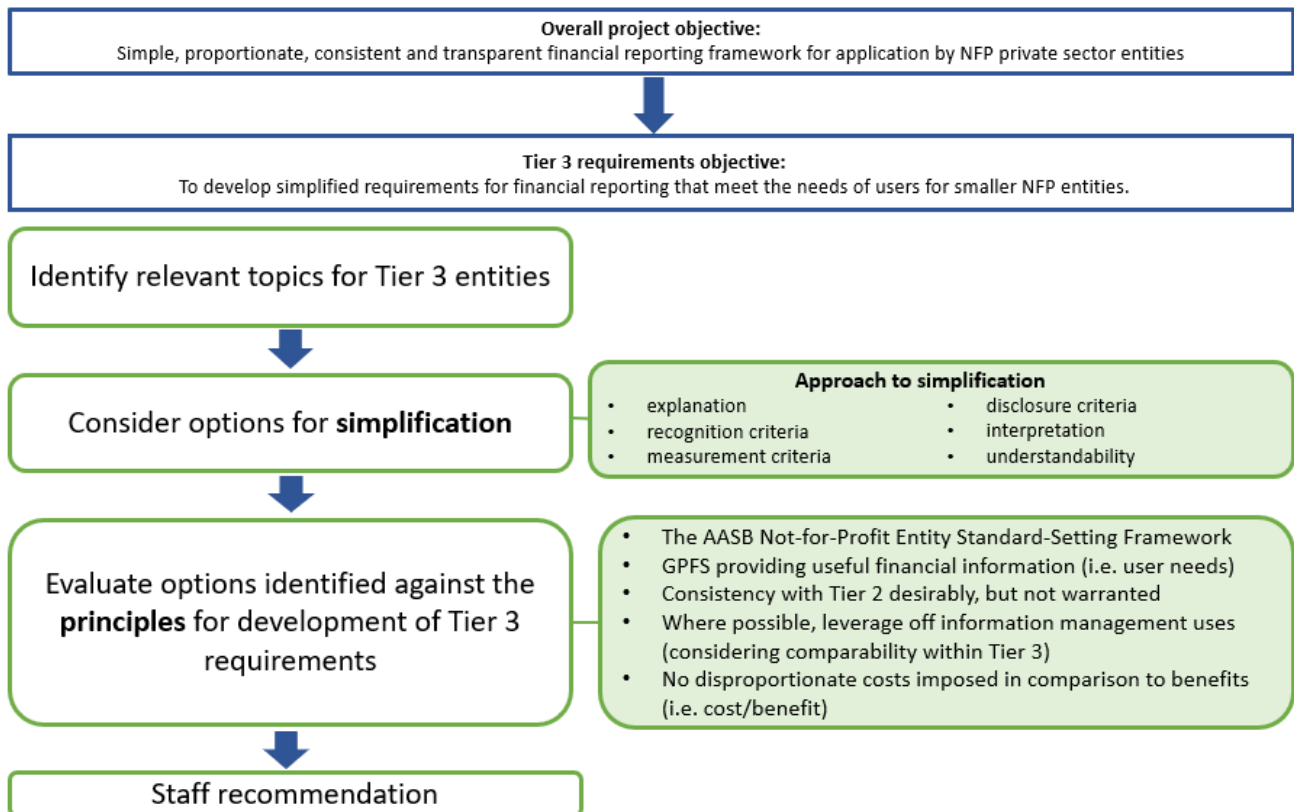 Overall project objective:
Simple, proportionate, consistent and transparent financial reporting framework for application by NFP private sector entities
Tier 3 requirements objective:
To develop simplified requirements for financial reporting that meet the needs of users for smaller NFP entities.
Identify relevant topics for Tier 3 entities
Consider options for simplification
Approach to simplification
• explanation
• recognition criteria
• measurement criteria
• disclosure criteria
• interpretation
• understandability
Evaluate options identified against the
principles for development of Tier 3
requirements
• The AASB Not-for-Profit Entity Standard-Setting Framework
• GPFS providing useful financial information (i.e. user needs)
• Consistency with Tier 2 desirably, but not warranted
• Where possible, leverage off information management uses
(considering comparability within Tier 3)
• No disproportionate costs imposed in comparison to benefits
(i.e. cost/benefit)
Staff recommendation